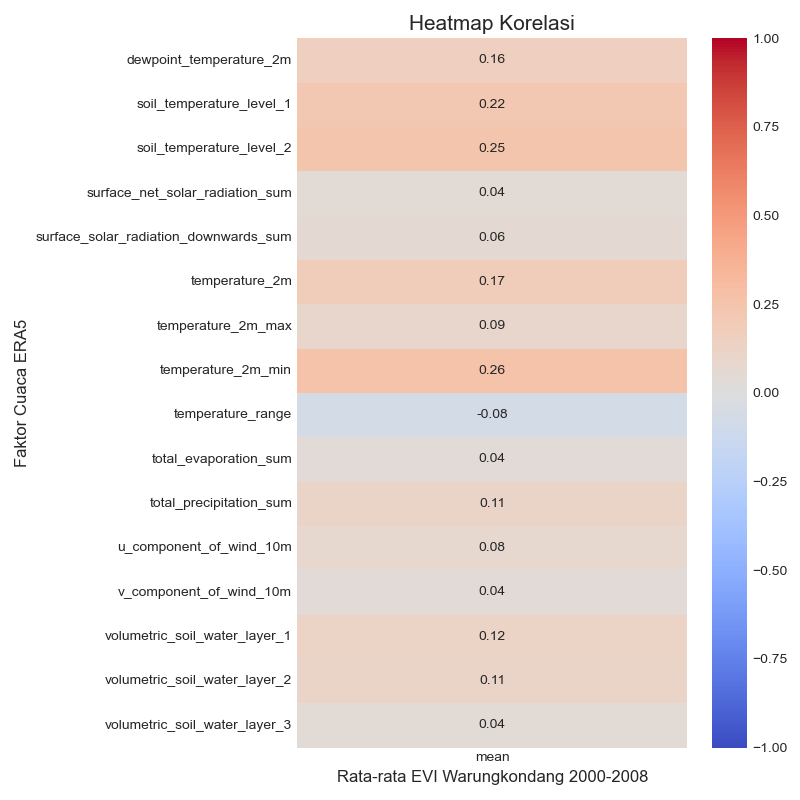 Heatmap Korelasi
Faktor Cuaca ERA5
dewpoint_temperature_2m 0.16
soil_temperature_level_1 0.22
soil_temperature_level_2 0.25
surface_net_solar_radiation_sum 0.04
surface_solar_radiation_downwards_sum 0.06
temperature_2m 0.17
temperature_2m_max 0.09
temperature_2m_min 0.26
temperature_range -0.08
total_evaporation_sum 0.04
total_precipitation_sum 0.11
u_component_of_wind_10m 0.08
v_component_of_wind_10m 0.04
volumetric_soil_water_layer_1 0.12
volumetric_soil_water_layer_2 0.11
volumetric_soil_water_layer_3 0.04
mean
Rata-rata EVI Warungkondang 2000-2008
1.00
0.75
0.50
0.25
0.00
−0.25
−0.50
−0.75
−1.00